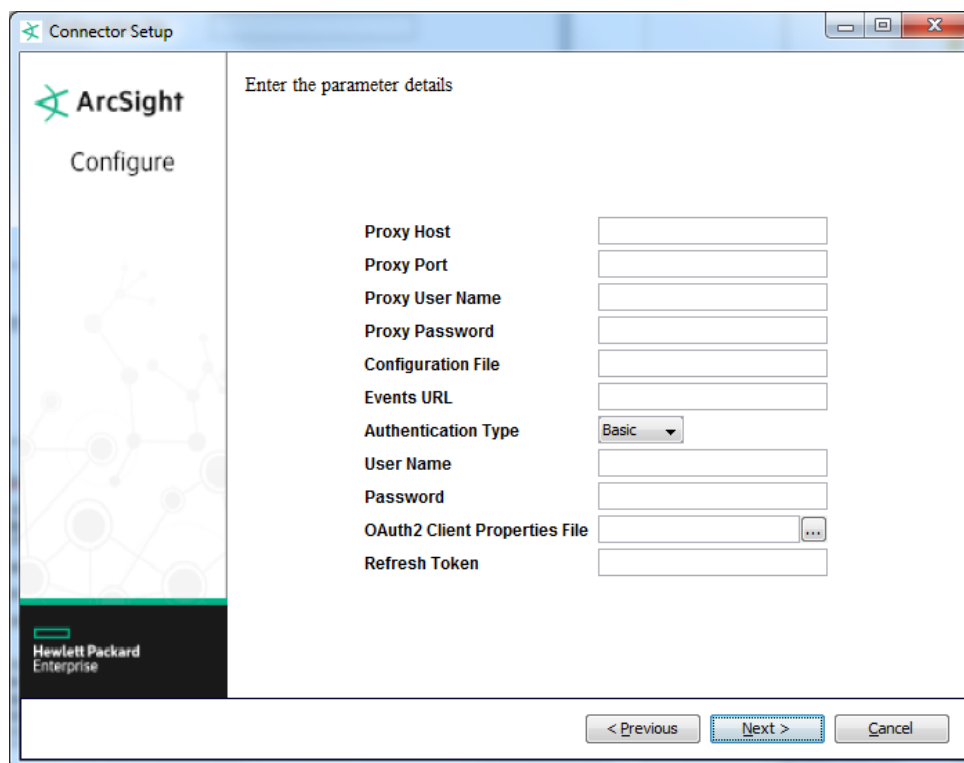 Connector Setup
ArcSight
Configure
Enter the parameter details
Proxy Host
Proxy Port
Proxy User Name
Proxy Password
Configuration File
Events URL
Authentication Type Basic
User Name
Password
OAuth2 Client Properties File ...
Refresh Token
Hewlett Packard
Enterprise
< Previous Next > Cancel